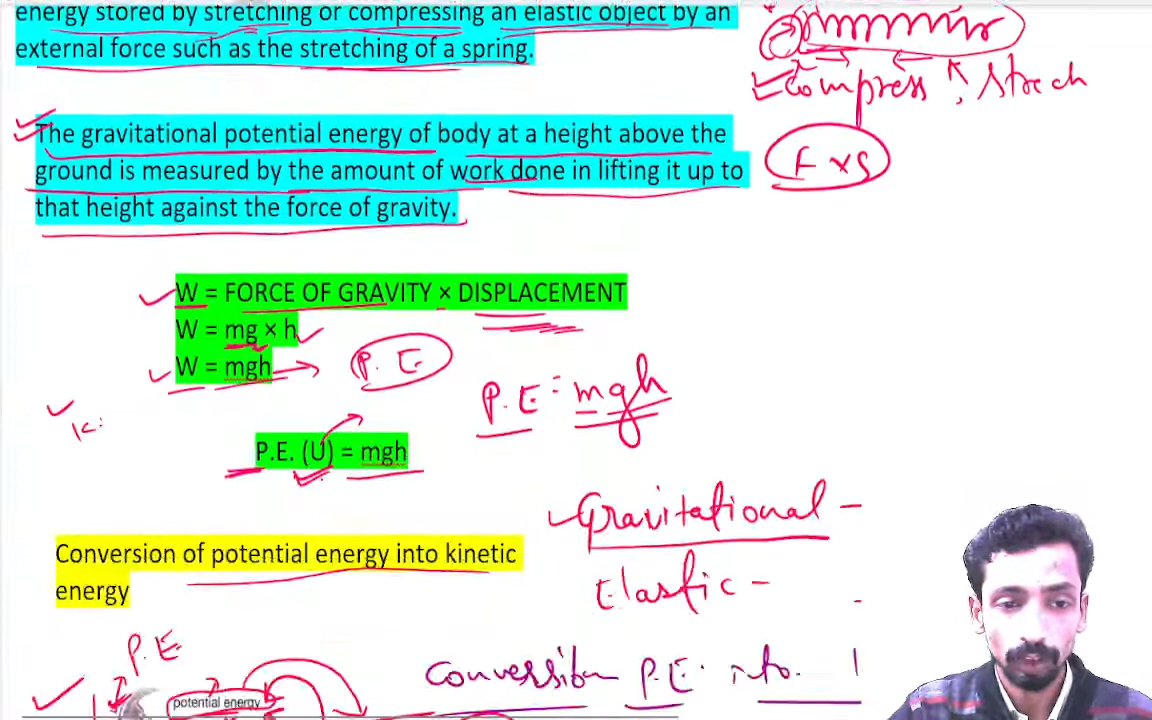 energy stored by stretching or compressing an elastic object by an
external force such as the stretching of a spring.
Compress, Strech
The gravitational potential energy of body at a height above the
ground is measured by the amount of work done in lifting it up to
that height against the force of gravity.
F × S
W = FORCE OF GRAVITY × DISPLACEMENT
W = mg × h
W = mgh
P.E
P.E = mgh
K
P.E. (U) = mgh
Gravitational -
Elastic -
Conversion of potential energy into kinetic
energy
P.E
Conversion P.E. into
potential energy